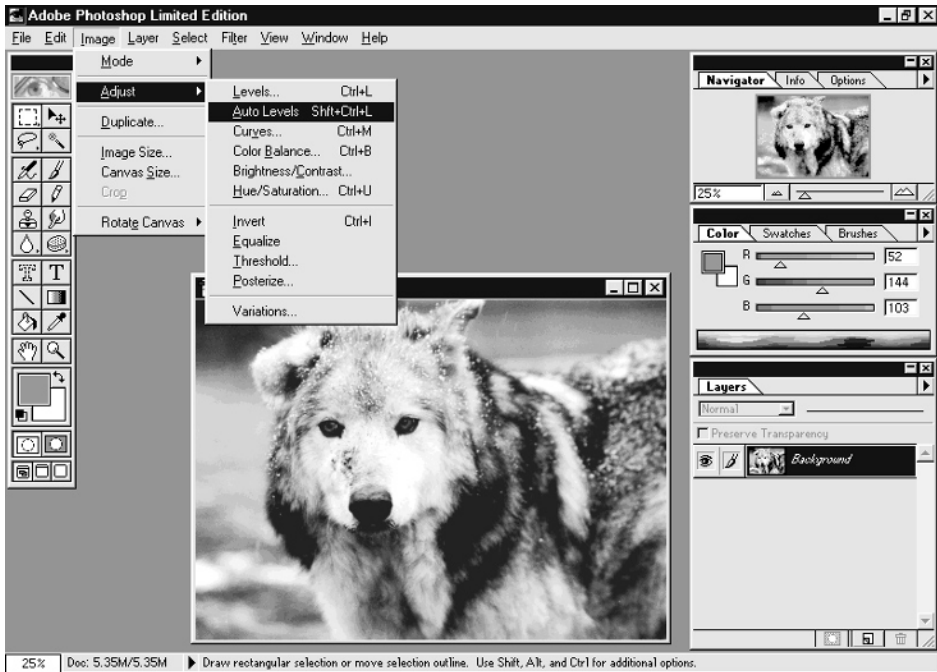 Adobe Photoshop Limited Edition
File Edit Image Layer Select Filter View Window Help
Mode
Adjust
Duplicate...
Image Size...
Canvas Size...
Crop
Rotate Canvas
Levels... Ctrl+L
Auto Levels Shft+Ctrl+L
Curves... Ctrl+M
Color Balance... Ctrl+B
Brightness/Contrast...
Hue/Saturation... Ctrl+U
Invert Ctrl+I
Equalize
Threshold...
Posterize...
Variations...
T T
Navigator Info Options
25%
Color Swatches Brushes
R 52
G 144
B 103
Layers
Normal
Preserve Transparency
Background
25% Doc: 5.35M/5.35M Draw rectangular selection or move selection outline. Use Shift, Alt, and Ctrl for additional options.